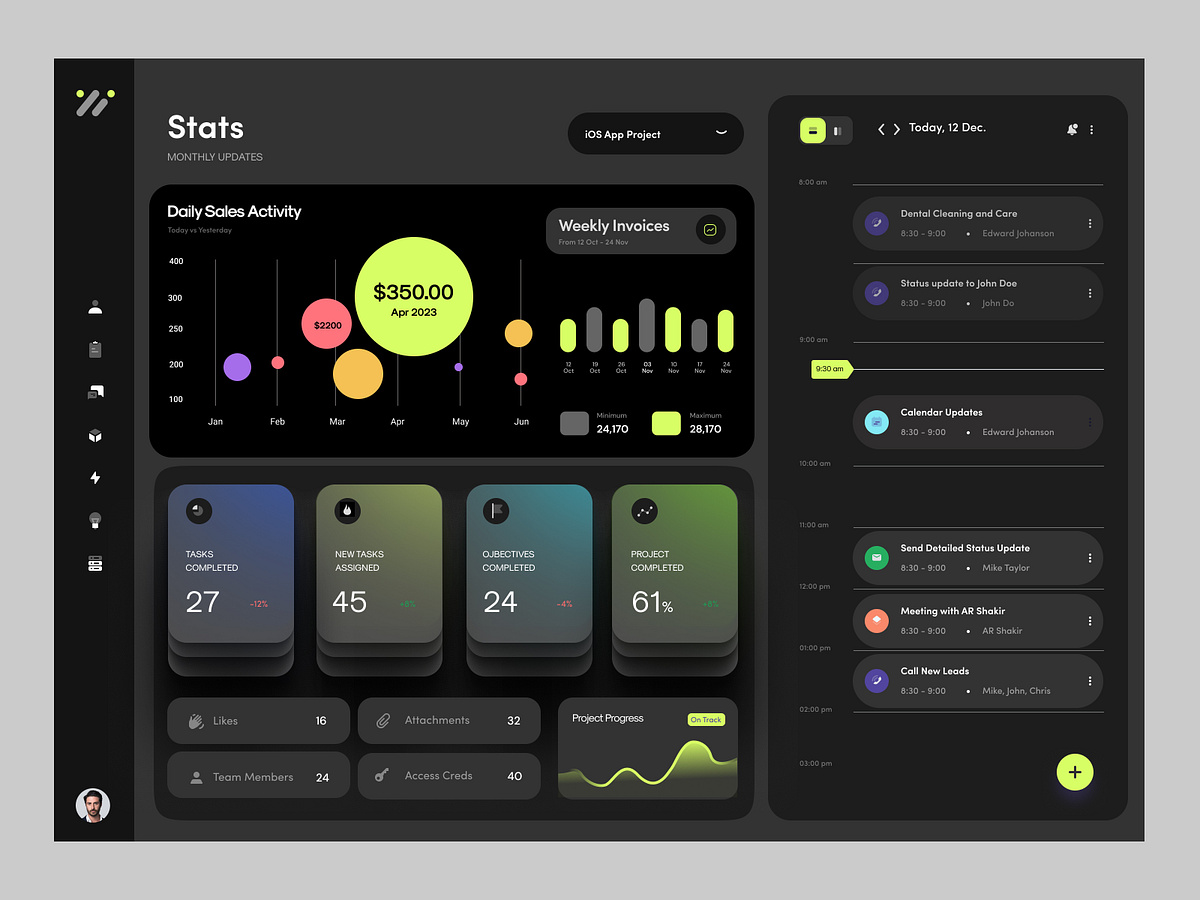 Stats
MONTHLY UPDATES
iOS App Project
Daily Sales Activity
Today vs Yesterday
400
300
250
200
100
$2200
$350.00
Apr 2023
Jan
Feb
Mar
Apr
May
Jun
Weekly Invoices
From 12 Oct - 24 Nov
12 Oct
19 Oct
26 Oct
03 Nov
10 Nov
17 Nov
24 Nov
Minimum
24,170
Maximum
28,170
TASKS
COMPLETED
27
-12%
NEW TASKS
ASSIGNED
45
+8%
OJBECTIVES
COMPLETED
24
-4%
PROJECT
COMPLETED
61%
+8%
Likes
16
Attachments
32
Team Members
24
Access Creds
40
Project Progress
On Track
Today, 12 Dec.
8:00 am
Dental Cleaning and Care
8:30 - 9:00 • Edward Johanson
Status update to John Doe
8:30 - 9:00 • John Do
9:00 am
9:30 am
Calendar Updates
8:30 - 9:00 • Edward Johanson
10:00 am
11:00 am
Send Detailed Status Update
8:30 - 9:00 • Mike Taylor
12:00 pm
Meeting with AR Shakir
8:30 - 9:00 • AR Shakir
01:00 pm
Call New Leads
8:30 - 9:00 • Mike, John, Chris
02:00 pm
03:00 pm